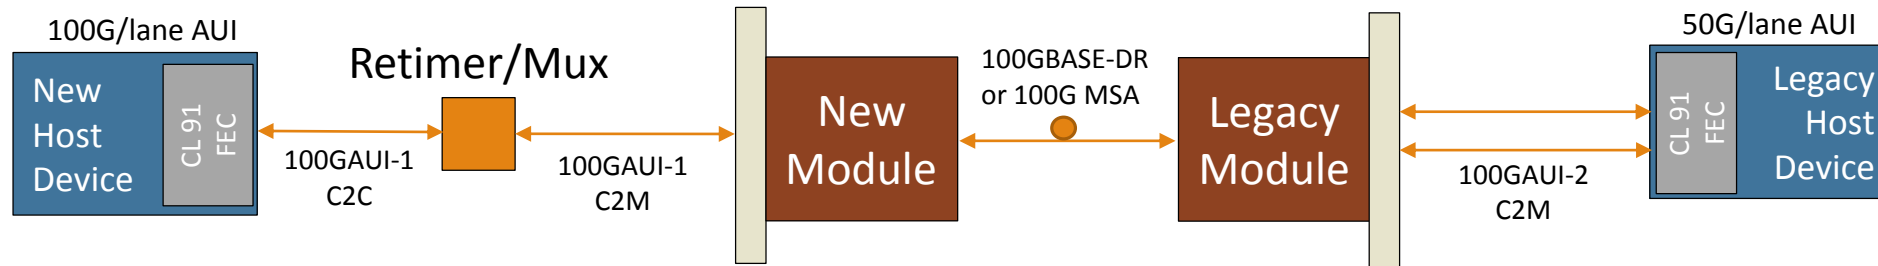 100G/lane AUI
New
Host
Device
CL 91
FEC
100GAUI-1
C2C
Retimer/Mux
100GAUI-1
C2M
New
Module
100GBASE-DR
or 100G MSA
Legacy
Module
100GAUI-2
C2M
50G/lane AUI
CL 91
FEC
Legacy
Host
Device